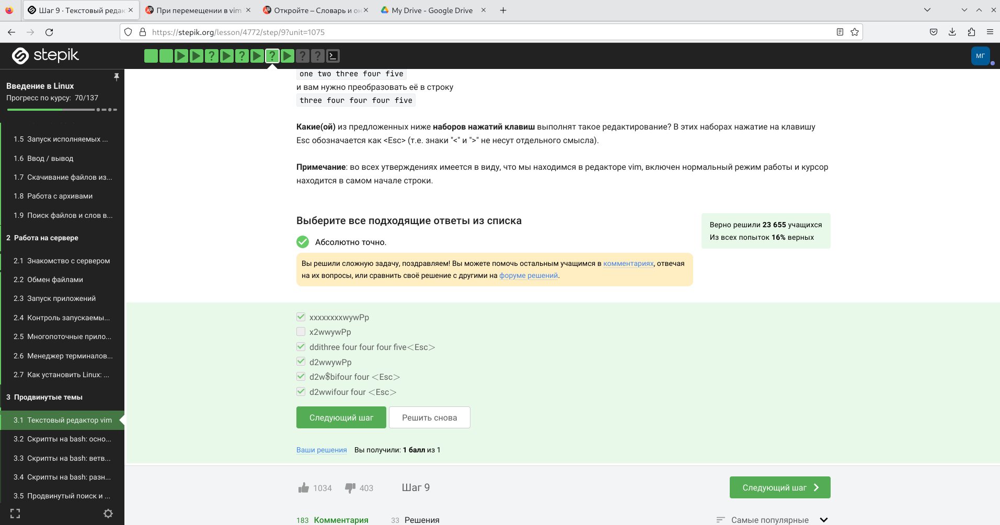 Шаг 9 · Текстовый редак
При перемещении в vim
Откройте – Словарь и он
My Drive - Google Drive
https://stepik.org/lesson/4772/step/9?unit=1075
stepik
МГ
Введение в Linux
Прогресс по курсу: 70/137
1.5 Запуск исполняемых ...
1.6 Ввод / вывод
1.7 Скачивание файлов из...
1.8 Работа с архивами
1.9 Поиск файлов и слов в...
2 Работа на сервере
2.1 Знакомство с сервером
2.2 Обмен файлами
2.3 Запуск приложений
2.4 Контроль запускаемы...
2.5 Многопоточные прило...
2.6 Менеджер терминалов...
2.7 Как установить Linux: ...
3 Продвинутые темы
3.1 Текстовый редактор vim
3.2 Скрипты на bash: осно...
3.3 Скрипты на bash: ветв...
3.4 Скрипты на bash: разн...
3.5 Продвинутый поиск и ...
one two three four five
и вам нужно преобразовать её в строку
three four four four five
Какие(ой) из предложенных ниже наборов нажатий клавиш выполнят такое редактирование? В этих наборах нажатие на клавишу
Esc обозначается как <Esc> (т.е. знаки "<" и ">" не несут отдельного смысла).
Примечание: во всех утверждениях имеется в виду, что мы находимся в редакторе vim, включен нормальный режим работы и курсор
находится в самом начале строки.
Выберите все подходящие ответы из списка
Верно решили 23 655 учащихся
Из всех попыток 16% верных
Абсолютно точно.
Вы решили сложную задачу, поздравляем! Вы можете помочь остальным учащимся в комментариях, отвечая
на их вопросы, или сравнить своё решение с другими на форуме решений.
xxxxxxxxwywPp
x2wwywPp
ddithree four four four five<Esc>
d2wwywPp
d2w$bifour four <Esc>
d2wwifour four <Esc>
Следующий шаг
Решить снова
Ваши решения Вы получили: 1 балл из 1
1034
403
Шаг 9
Следующий шаг
183 Комментария
33 Решения
Самые популярные